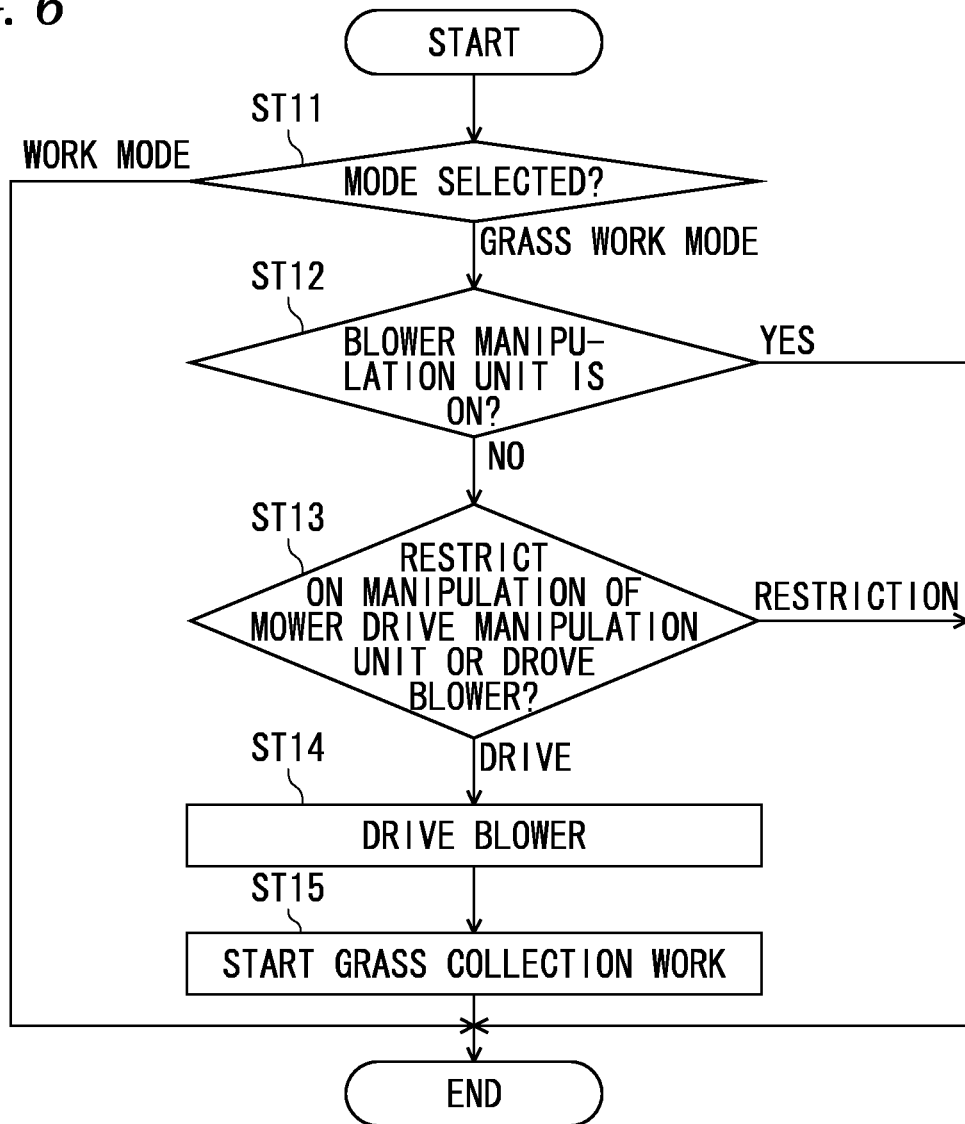 . 6
START
ST11
WORK MODE
MODE SELECTED?
GRASS WORK MODE
ST12
BLOWER MANIPU-
LATION UNIT IS
ON?
YES
NO
ST13
RESTRICT
ON MANIPULATION OF
MOWER DRIVE MANIPULATION
UNIT OR DROVE
BLOWER?
RESTRICTION
DRIVE
ST14
DRIVE BLOWER
ST15
START GRASS COLLECTION WORK
END